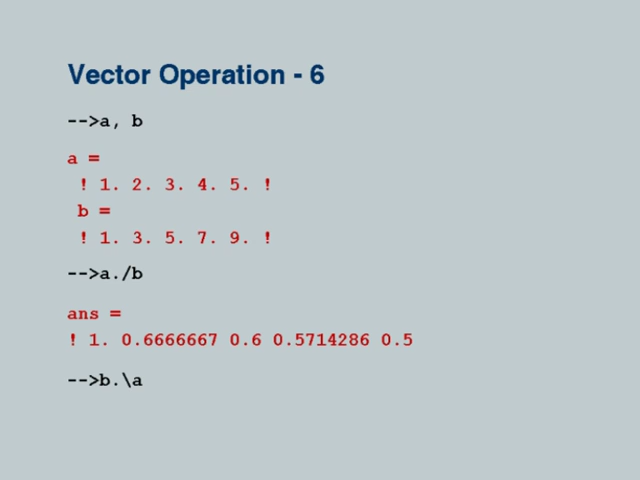 Vector Operation - 6
-->a, b
a =
! 1. 2. 3. 4. 5. !
b =
! 1. 3. 5. 7. 9. !
-->a./b
ans =
! 1. 0.6666667 0.6 0.5714286 0.5
-->b.\a